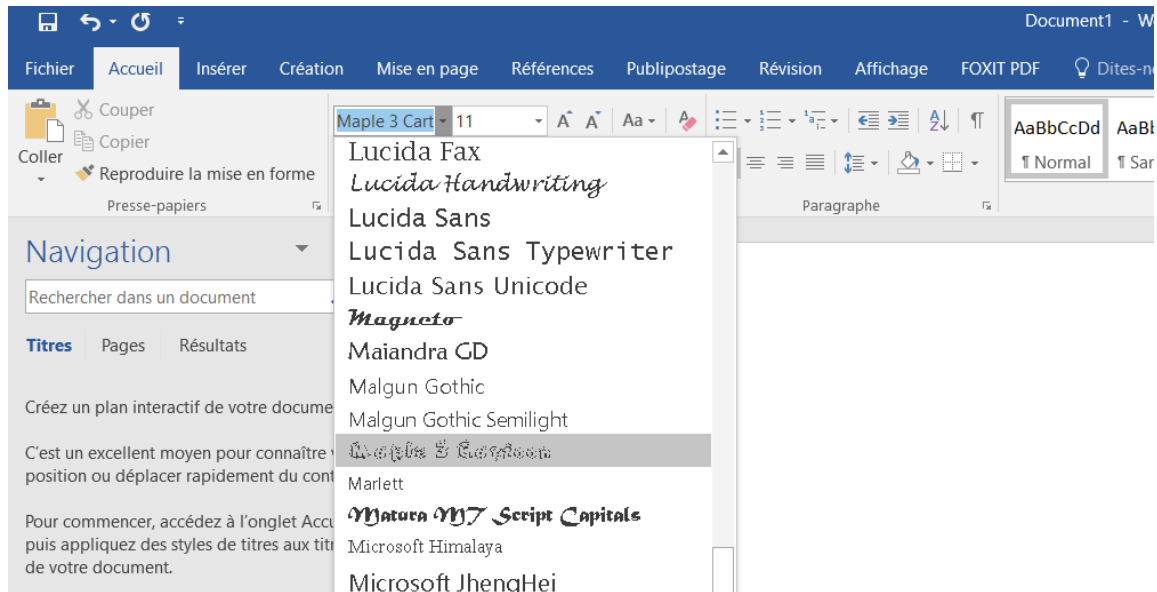 Document1 - W
Fichier Accueil Insérer Création Mise en page Références Publipostage Révision Affichage FOXIT PDF Dites-n
Coller
Couper
Copier
Reproduire la mise en forme
Presse-papiers
Maple 3 Cart 11
Aa
Paragraphe
AaBbCcDd AaBl
¶ Normal ¶ Sar
Navigation
Rechercher dans un document
Titres Pages Résultats
Créez un plan interactif de votre docume
C'est un excellent moyen pour connaître
position ou déplacer rapidement du cont
Pour commencer, accédez à l'onglet Accu
puis appliquez des styles de titres aux titr
de votre document.
Lucida Fax
Lucida Handwriting
Lucida Sans
Lucida Sans Typewriter
Lucida Sans Unicode
Magneto
Maiandra GD
Malgun Gothic
Malgun Gothic Semilight
Maple 3 Cartoon
Marlett
Matura MT Script Capitals
Microsoft Himalaya
Microsoft JhengHei